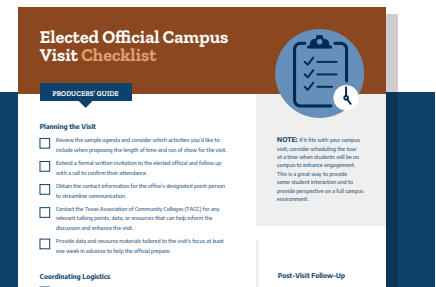 Elected Official Campus
Visit Checklist
PRODUCERS' GUIDE
Planning the Visit
Review the sample agenda and consider which activities you'd like to
include when proposing the length of time and run of show for the visit.
Extend a formal written invitation to the elected official and follow up
with a call to confirm their attendance.
Obtain the contact information for the office's designated point-person
to streamline communication.
Contact the Texas Association of Community Colleges (TACC) for any
relevant talking points, data, or resources that can help inform the
discussion and enhance the visit.
Provide data and resource materials tailored to the visit's focus at least
one week in advance to help the official prepare.
Coordinating Logistics
NOTE: If it fits with your campus
visit, consider scheduling the tour
at a time when students will be on
campus to enhance engagement.
This is a great way to provide
some student interaction and to
provide perspective on a full campus
environment.
Post-Visit Follow-Up